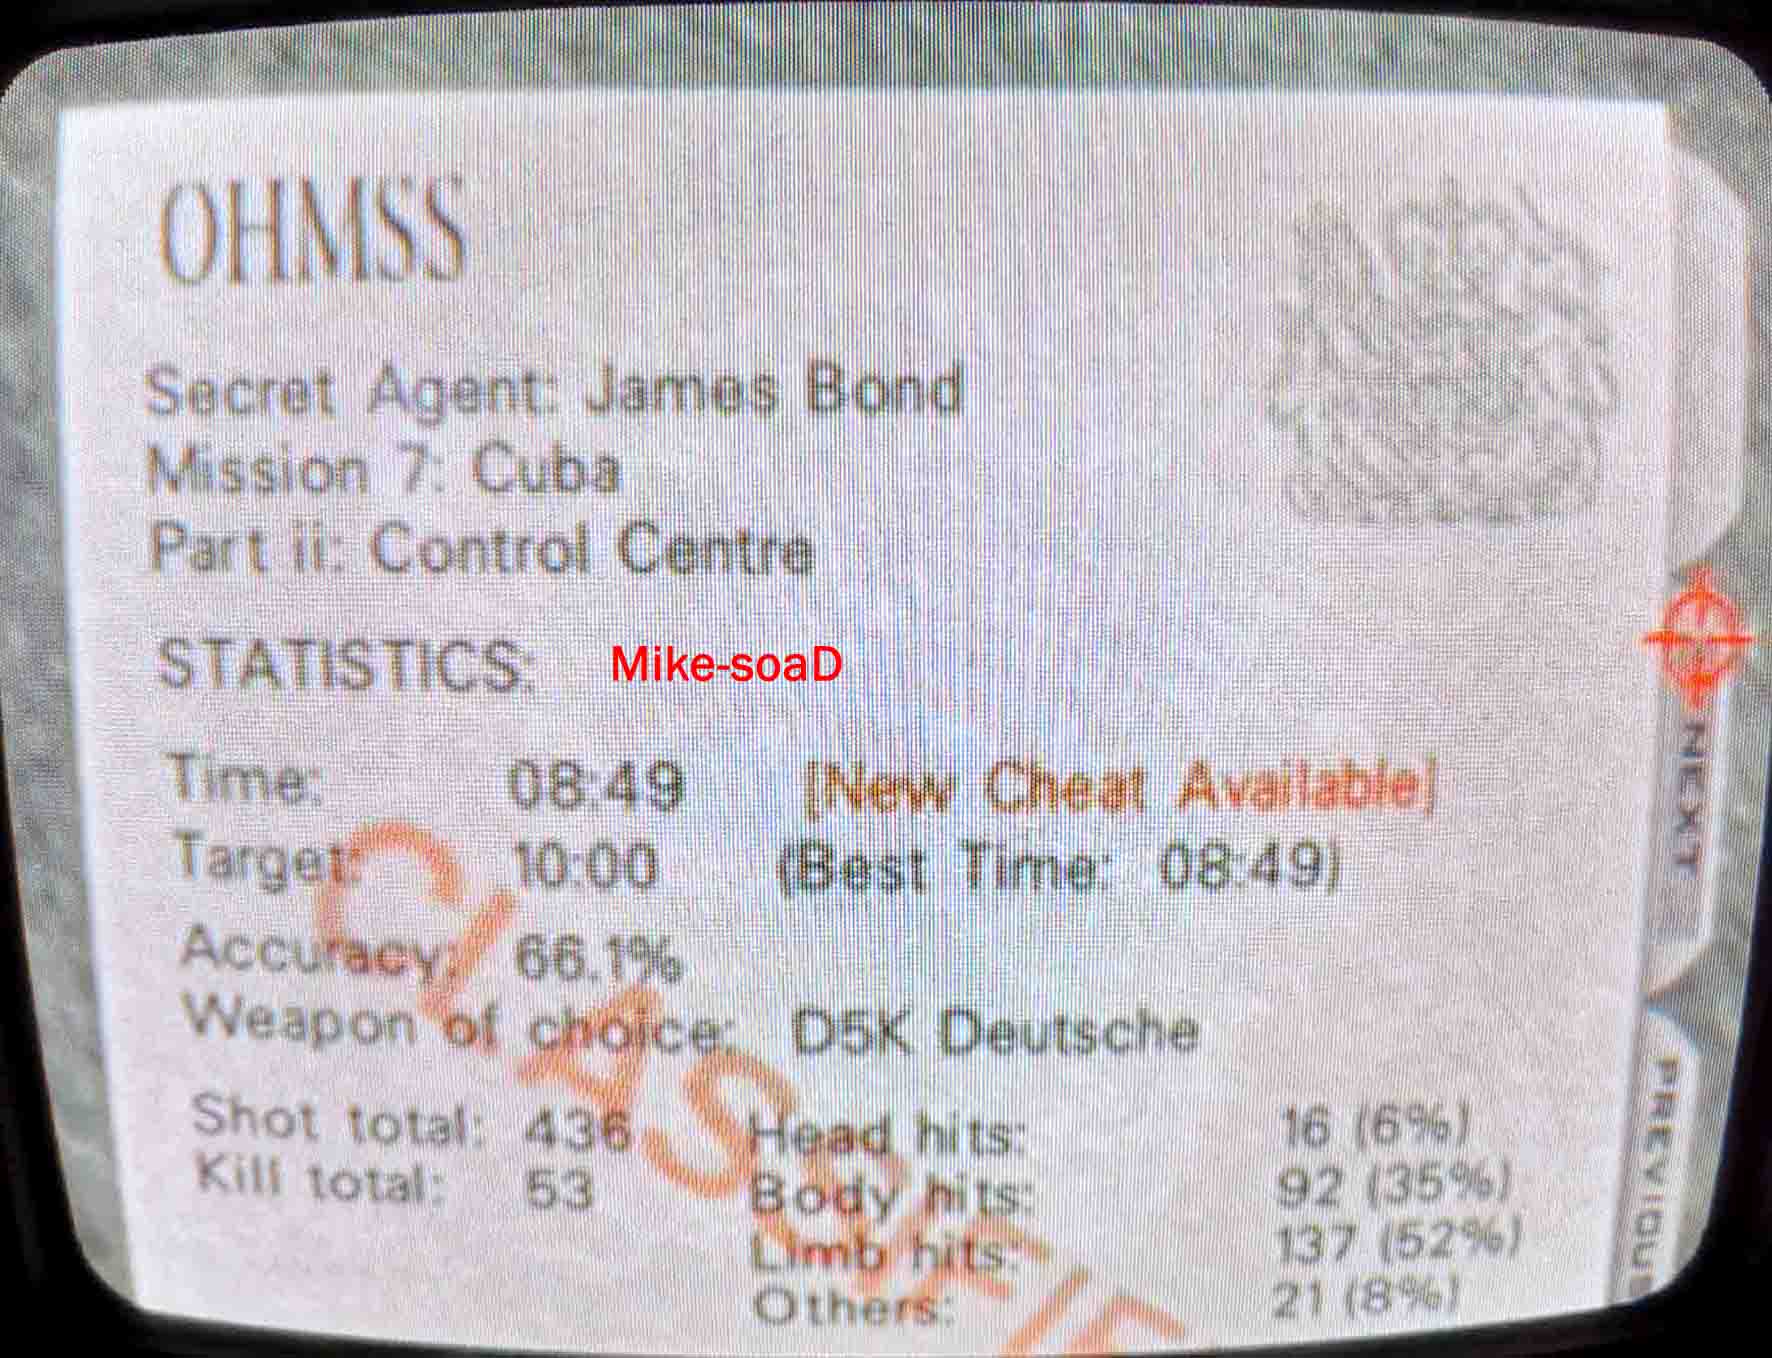 OHMSS
Secret Agent: James Bond
Mission 7: Cuba
Part ii: Control Centre
STATISTICS: Mike-soaD
Time: 08:49 [New Cheat Available]
Target: 10:00 (Best Time: 08:49)
Accuracy: 66.1%
Weapon of choice: D5K Deutsche
Shot total: 436 Head hits: 16 (6%)
Kill total: 53 Body hits: 92 (35%)
Limb hits: 137 (52%)
Others: 21 (8%)
NEXT
PREVIOUS
CLASSIFIE